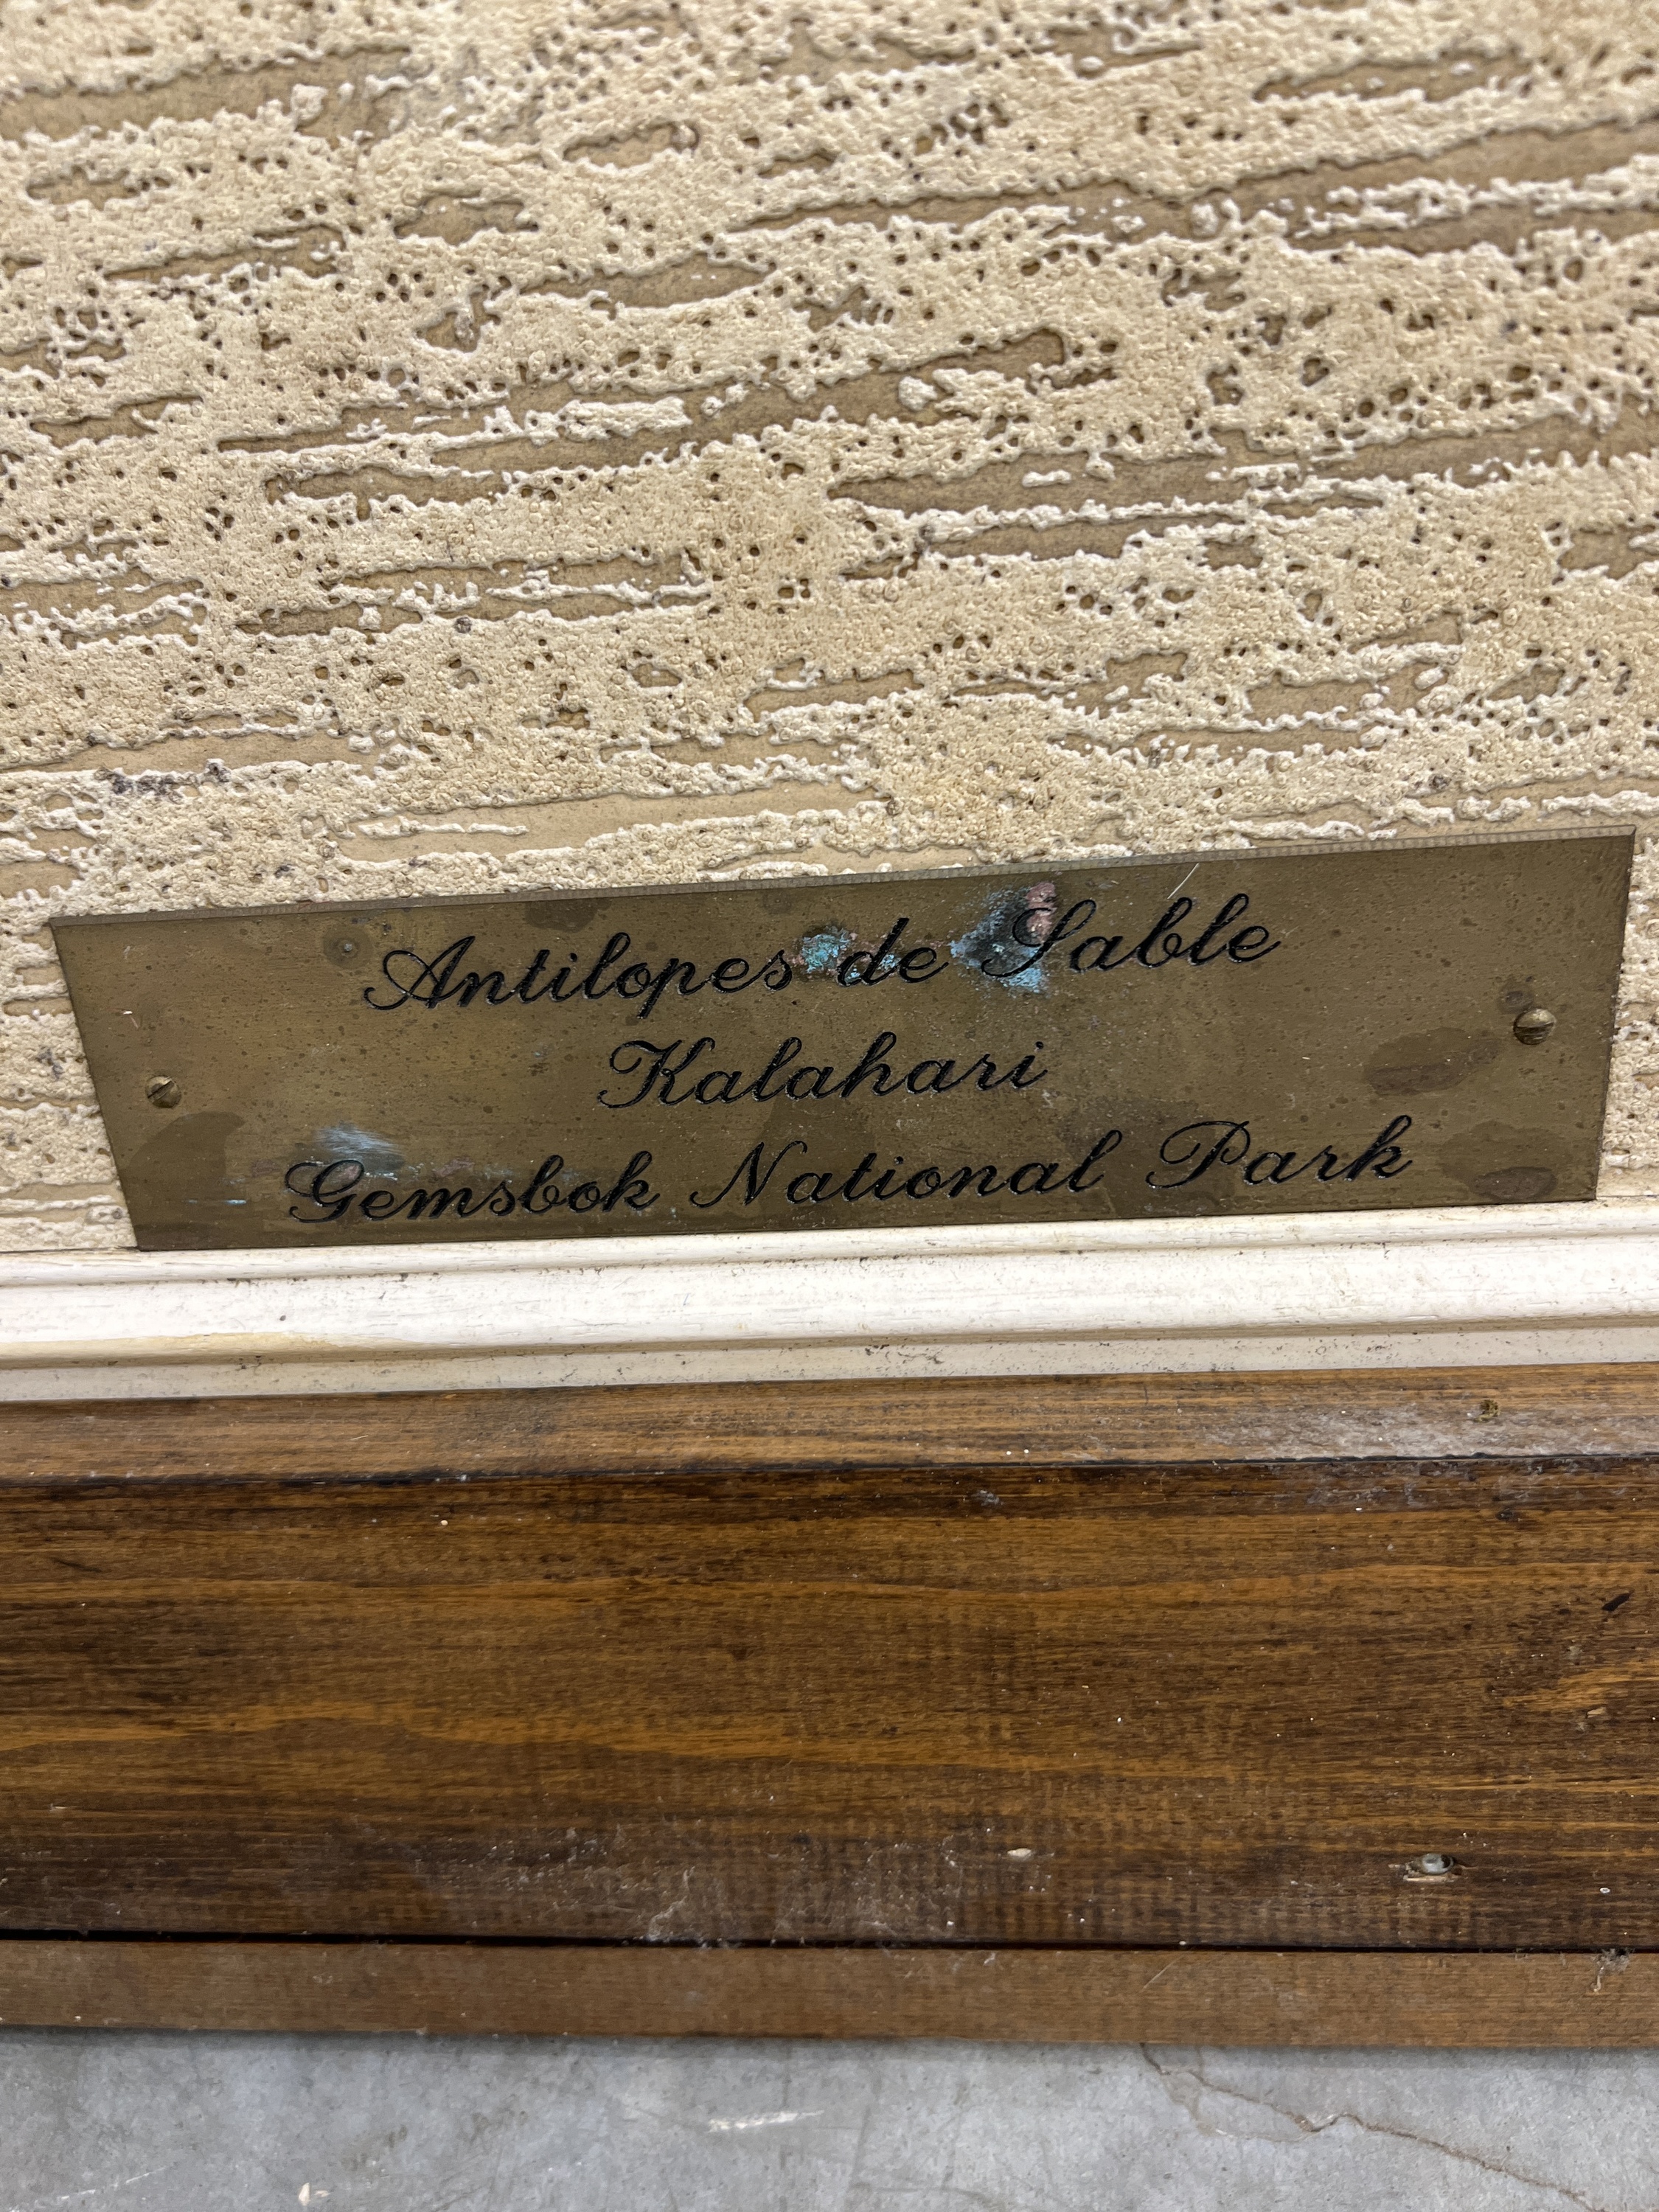 Antilopes de Sable
Kalahari
Gemsbok National Park